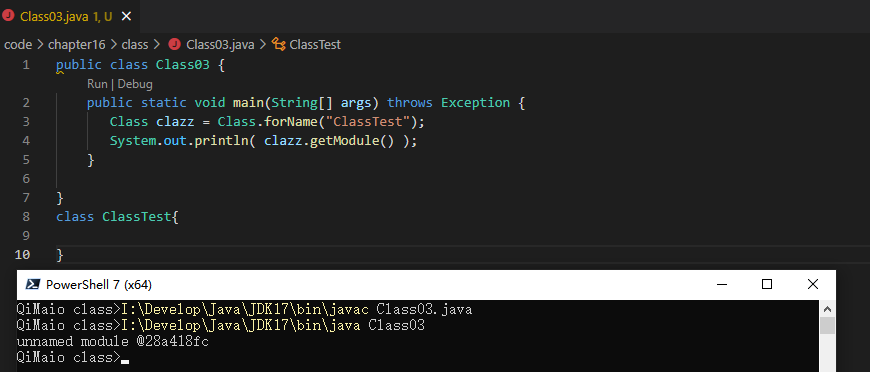 Class03.java 1, U
code > chapter16 > class > Class03.java > ClassTest
1 public class Class03 {
Run | Debug
2 public static void main(String[] args) throws Exception {
3 Class clazz = Class.forName("ClassTest");
4 System.out.println( clazz.getModule() );
5 }
6
7 }
8 class ClassTest{
9
10 }
PowerShell 7 (x64)
QiMaio class>I:\Develop\Java\JDK17\bin\javac Class03.java
QiMaio class>I:\Develop\Java\JDK17\bin\java Class03
unnamed module @28a418fc
QiMaio class>